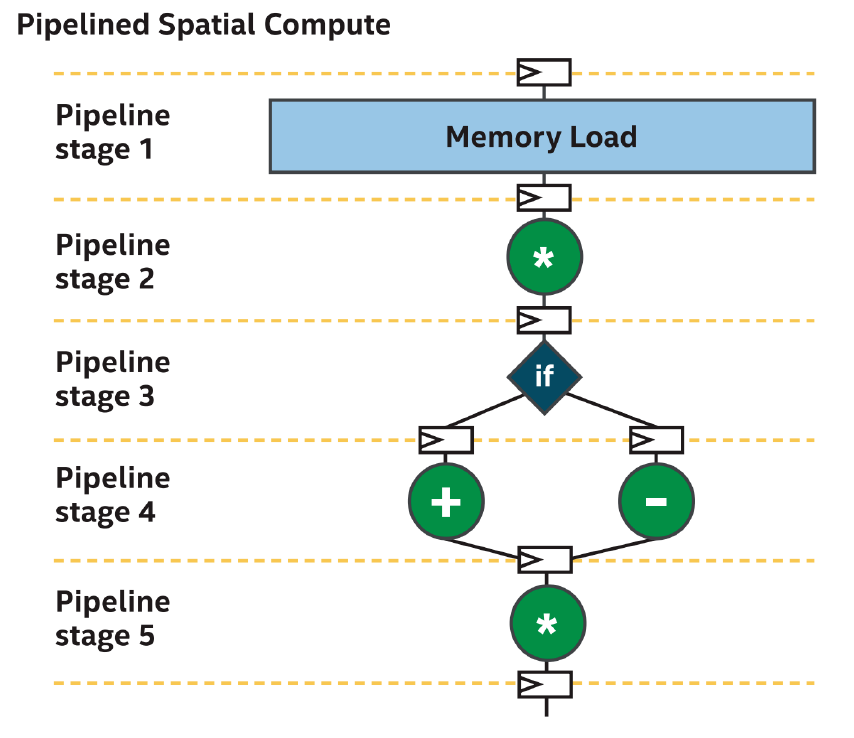 Pipelined Spatial Compute
Pipeline
stage 1
Memory Load
Pipeline
stage 2
*
Pipeline
stage 3
if
Pipeline
stage 4
+
-
Pipeline
stage 5
*